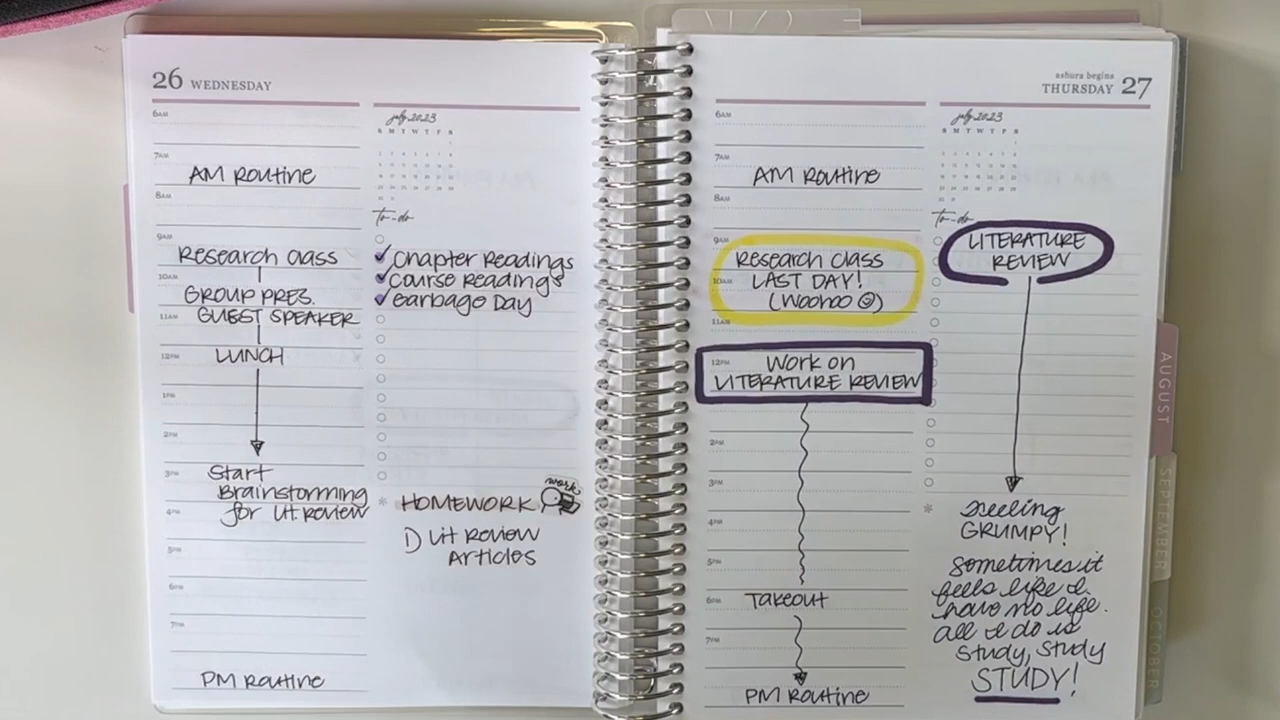 26 WEDNESDAY
6AM
7AM
AM Routine
8AM
9AM
Research Class
10AM
GROUP PRES.
11AM
GUEST SPEAKER
12PM
LUNCH
1PM
2PM
3PM
Start
Brainstorming
4PM
for Lit Review
5PM
6PM
7PM
PM Routine
july 2023
S M T W T F S
to-do
✓ Chapter Readings
✓ Course Readings
✓ Garbage Day
work
* HOMEWORK
1) Lit Review
Articles
ashura begins
THURSDAY 27
6AM
7AM
AM Routine
8AM
9AM
Research Class
10AM
LAST DAY!
(Woohoo ☺)
11AM
12PM
Work on
LITERATURE REVIEW
2PM
3PM
4PM
5PM
6PM
Takeout
7PM
PM Routine
july 2023
S M T W T F S
to-do
LITERATURE
REVIEW
* Feeling
GRUMPY!
Sometimes it
feels like I
have no life.
all I do is
Study, Study
STUDY!
AUGUST
SEPTEMBER
OCTOBER